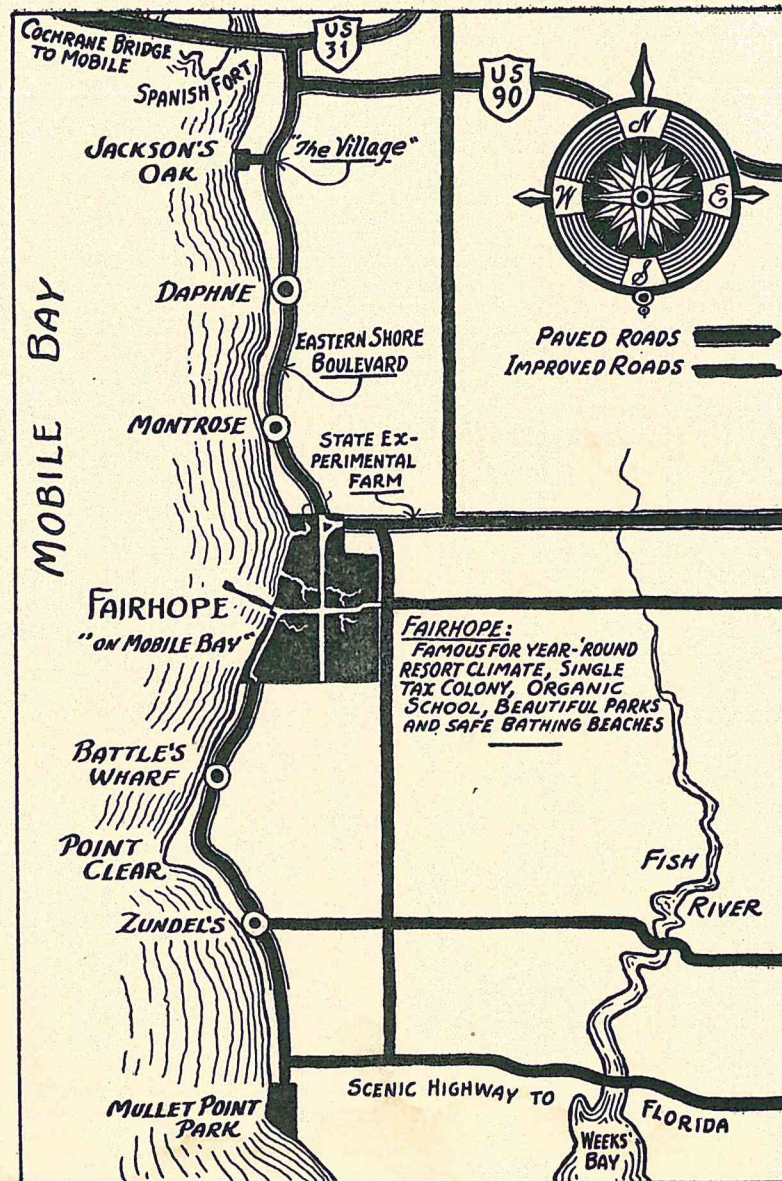 COCHRANE BRIDGE
TO MOBILE
US
31
SPANISH FORT
US
90
JACKSON'S
OAK
"The Village"
N
W
E
S
MOBILE BAY
DAPHNE
EASTERN SHORE
BOULEVARD
PAVED ROADS
IMPROVED ROADS
MONTROSE
STATE EX-
PERIMENTAL
FARM
FAIRHOPE
"ON MOBILE BAY"
FAIRHOPE:
FAMOUS FOR YEAR-'ROUND
RESORT CLIMATE, SINGLE
TAX COLONY, ORGANIC
SCHOOL, BEAUTIFUL PARKS
AND SAFE BATHING BEACHES
BATTLE'S
WHARF
POINT
CLEAR
FISH
RIVER
ZUNDEL'S
SCENIC HIGHWAY TO FLORIDA
MULLET POINT
PARK
WEEKS'
BAY